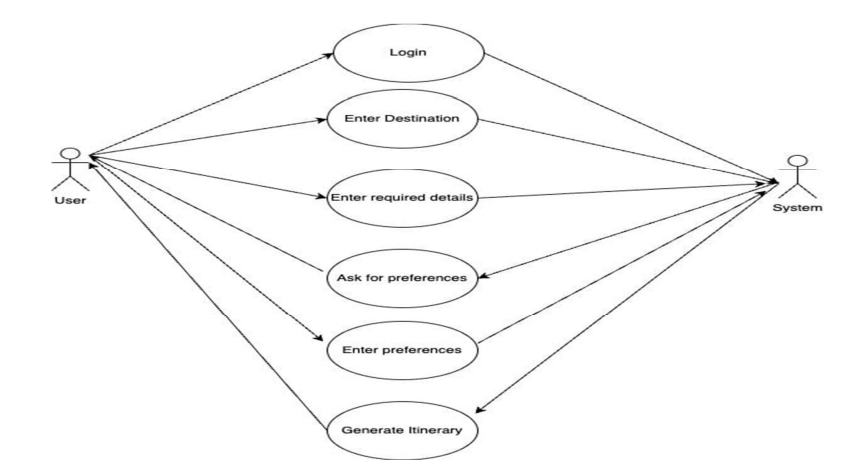 Login
Enter Destination
User
Enter required details
System
Ask for preferences
Enter preferences
Generate Itinerary